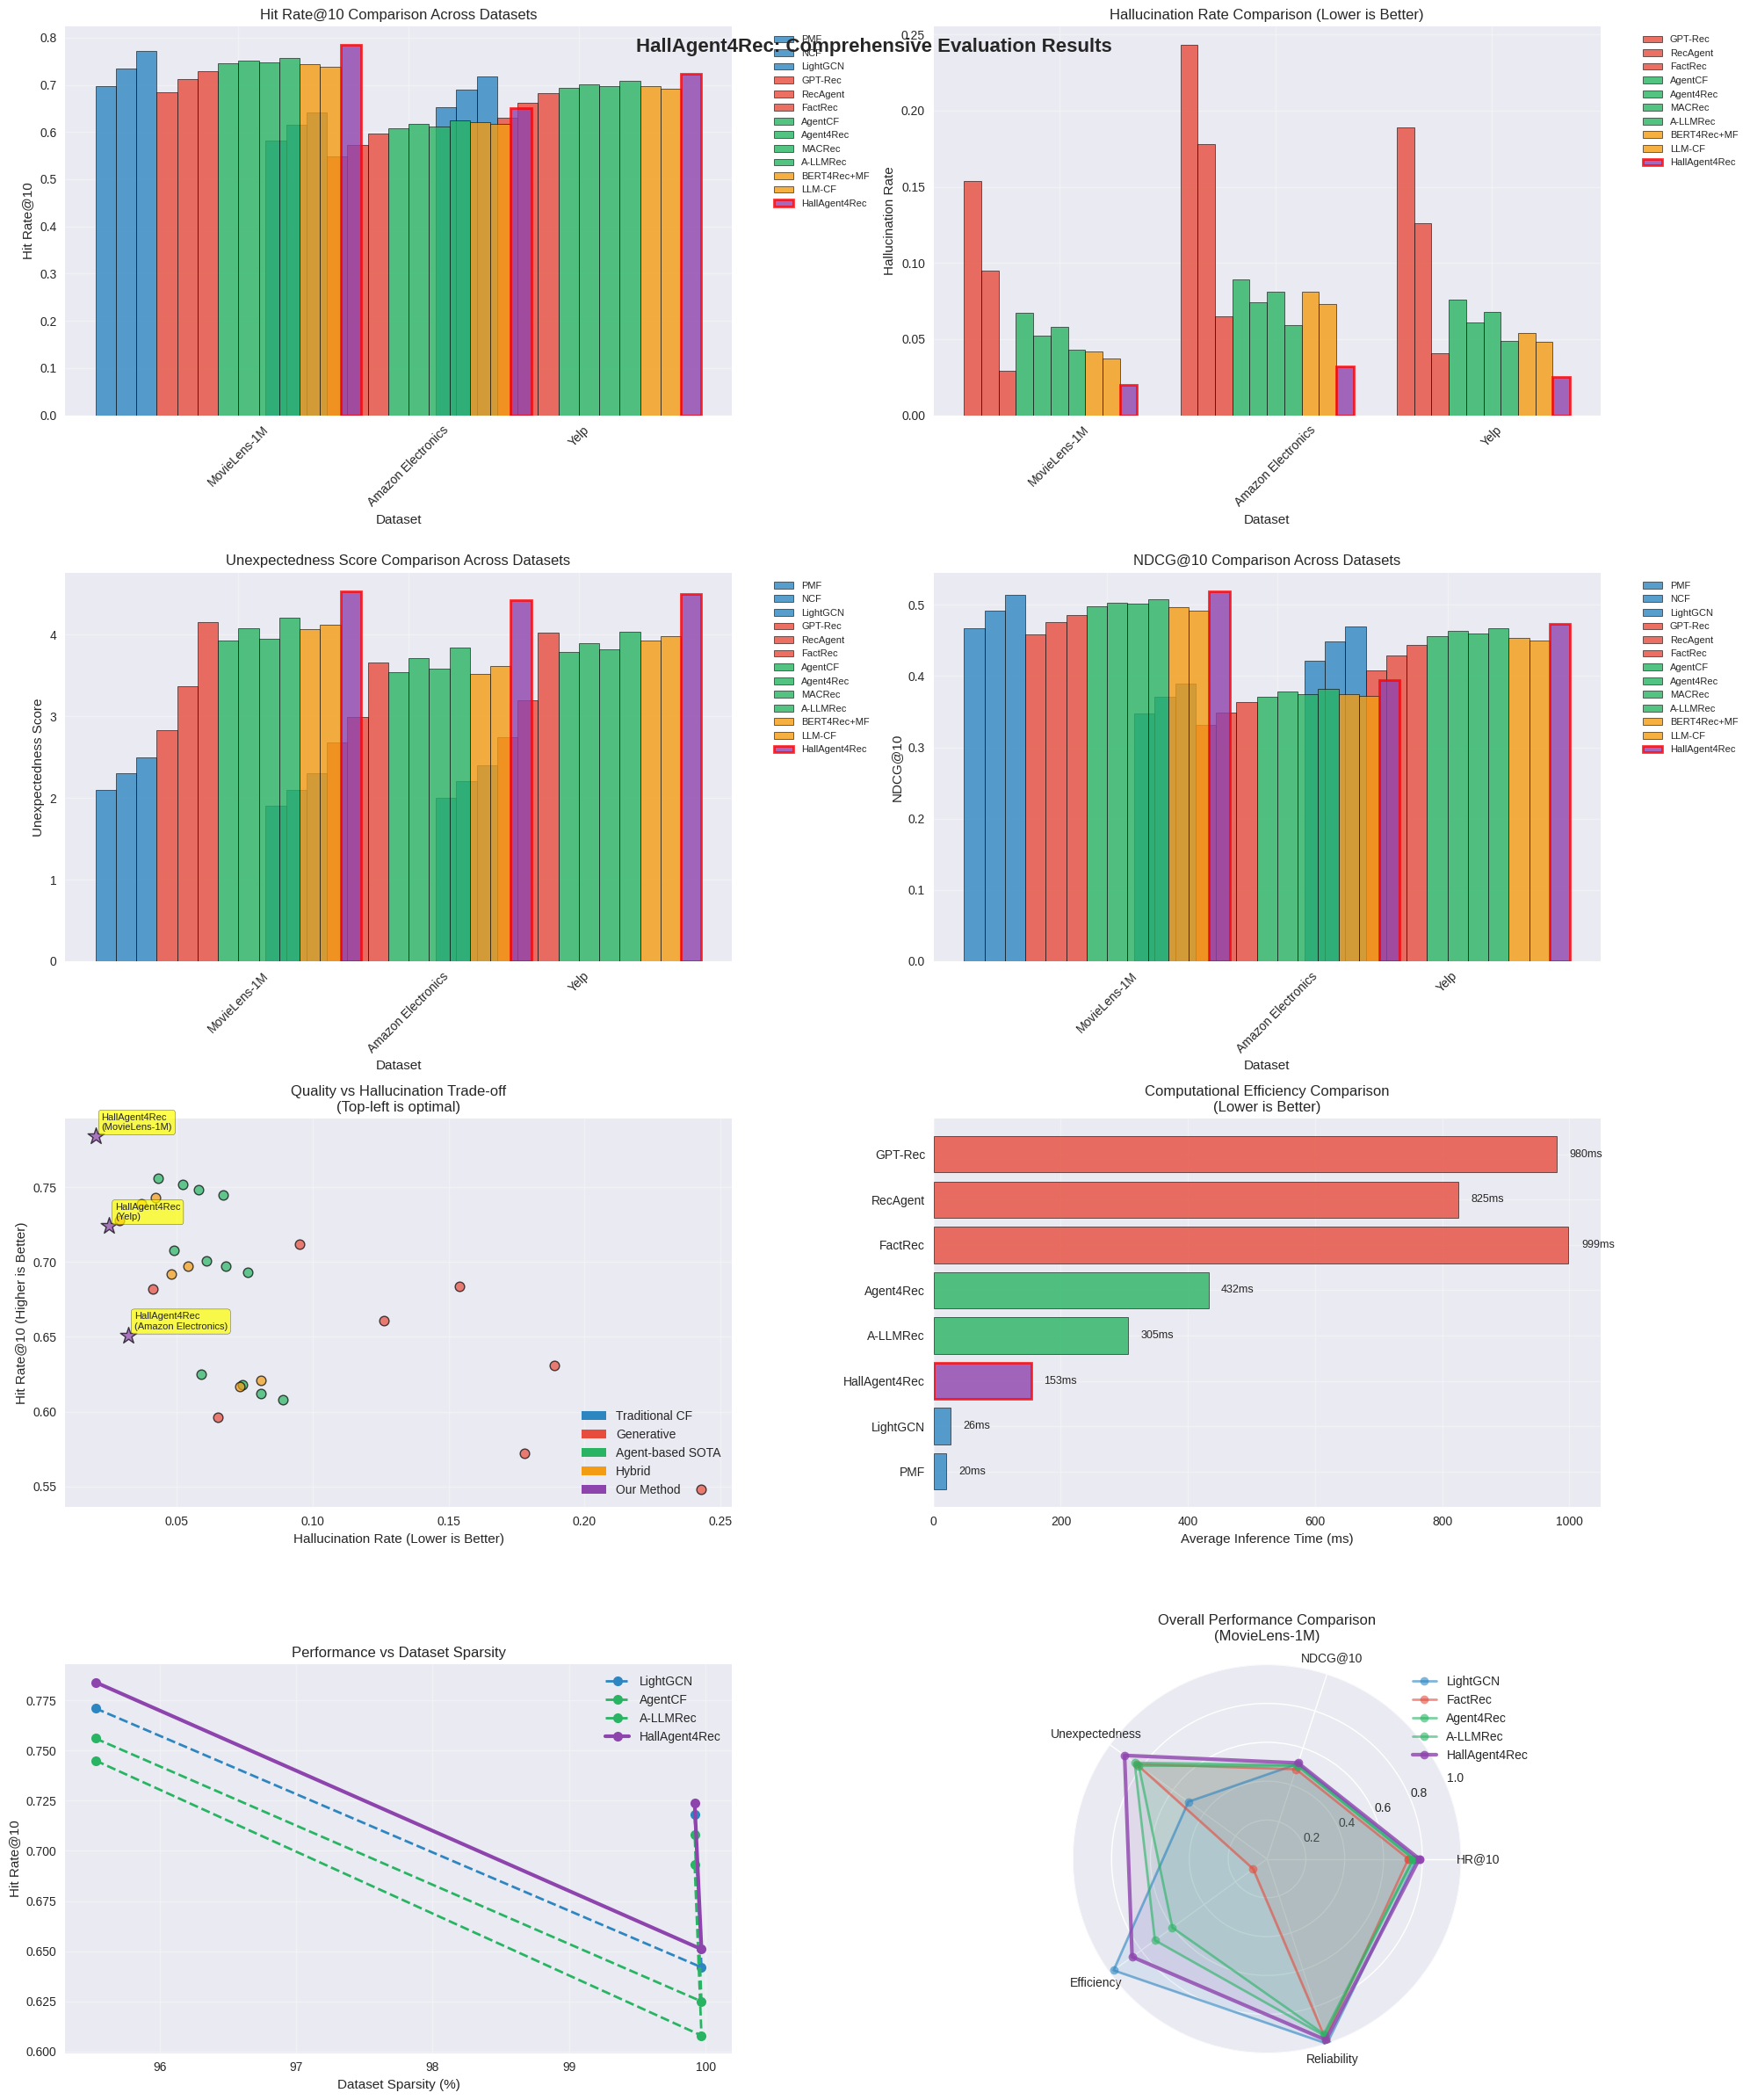 Hit Rate@10 Comparison Across Datasets
Hit Rate@10
0.8
0.7
0.6
0.5
0.4
0.3
0.2
0.1
0.0
MovieLens-1M
Amazon Electronics
Yelp
Dataset
PMF
NCF
LightGCN
GPT-Rec
RecAgent
FactRec
AgentCF
Agent4Rec
MACRec
A-LLMRec
BERT4Rec+MF
LLM-CF
HallAgent4Rec
HallAgent4Rec: Comprehensive Evaluation Results
Hallucination Rate Comparison (Lower is Better)
Hallucination Rate
0.25
0.20
0.15
0.10
0.05
0.00
MovieLens-1M
Amazon Electronics
Yelp
Dataset
GPT-Rec
RecAgent
FactRec
AgentCF
Agent4Rec
MACRec
A-LLMRec
BERT4Rec+MF
LLM-CF
HallAgent4Rec
Unexpectedness Score Comparison Across Datasets
Unexpectedness Score
4
3
2
1
0
MovieLens-1M
Amazon Electronics
Yelp
Dataset
PMF
NCF
LightGCN
GPT-Rec
RecAgent
FactRec
AgentCF
Agent4Rec
MACRec
A-LLMRec
BERT4Rec+MF
LLM-CF
HallAgent4Rec
NDCG@10 Comparison Across Datasets
NDCG@10
0.5
0.4
0.3
0.2
0.1
0.0
MovieLens-1M
Amazon Electronics
Yelp
Dataset
PMF
NCF
LightGCN
GPT-Rec
RecAgent
FactRec
AgentCF
Agent4Rec
MACRec
A-LLMRec
BERT4Rec+MF
LLM-CF
HallAgent4Rec
Quality vs Hallucination Trade-off
(Top-left is optimal)
Hit Rate@10 (Higher is Better)
0.75
0.70
0.65
0.60
0.55
HallAgent4Rec
(MovieLens-1M)
HallAgent4Rec
(Yelp)
HallAgent4Rec
(Amazon Electronics)
Traditional CF
Generative
Agent-based SOTA
Hybrid
Our Method
0.05
0.10
0.15
0.20
0.25
Hallucination Rate (Lower is Better)
Computational Efficiency Comparison
(Lower is Better)
GPT-Rec
980ms
RecAgent
825ms
FactRec
999ms
Agent4Rec
432ms
A-LLMRec
305ms
HallAgent4Rec
153ms
LightGCN
26ms
PMF
20ms
0
200
400
600
800
1000
Average Inference Time (ms)
Performance vs Dataset Sparsity
Hit Rate@10
0.775
0.750
0.725
0.700
0.675
0.650
0.625
0.600
LightGCN
AgentCF
A-LLMRec
HallAgent4Rec
96
97
98
99
100
Dataset Sparsity (%)
Overall Performance Comparison
(MovieLens-1M)
NDCG@10
Unexpectedness
HR@10
Efficiency
Reliability
0.2
0.4
0.6
0.8
1.0
LightGCN
FactRec
Agent4Rec
A-LLMRec
HallAgent4Rec